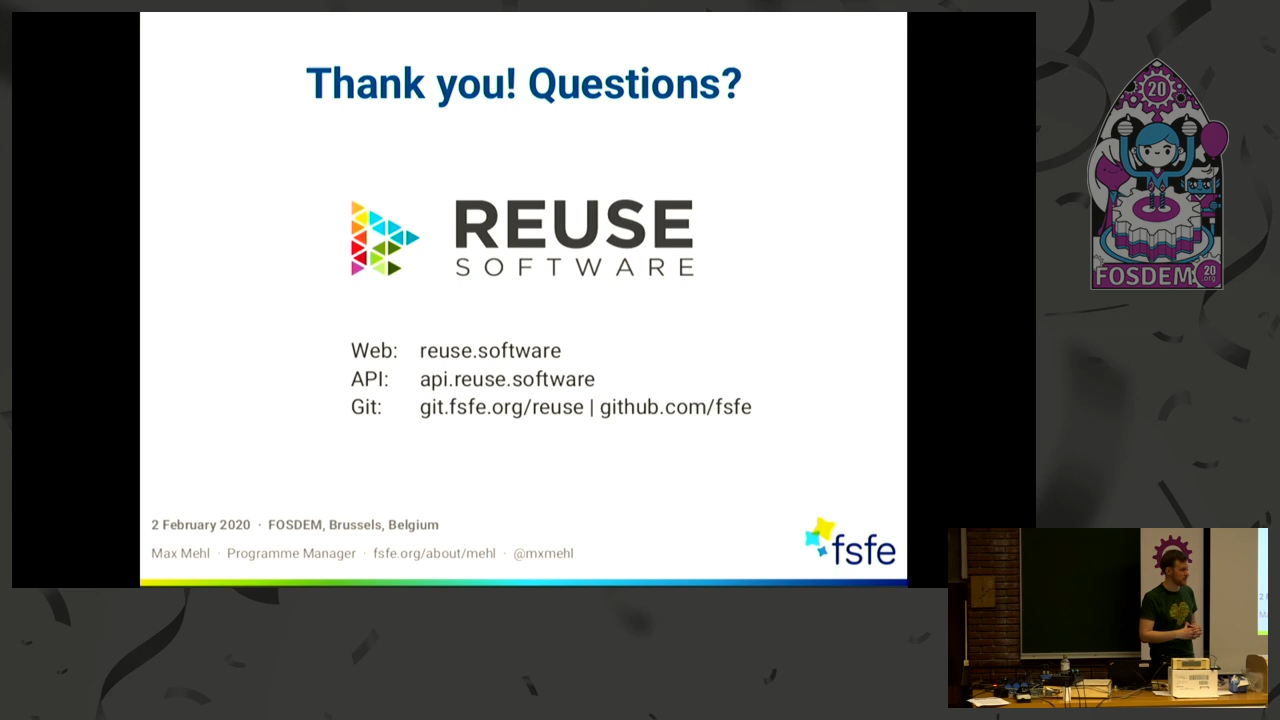 Thank you! Questions?
REUSE
SOFTWARE
Web: reuse.software
API: api.reuse.software
Git: git.fsfe.org/reuse | github.com/fsfe
2 February 2020 · FOSDEM, Brussels, Belgium
Max Mehl · Programme Manager · fsfe.org/about/mehl · @mxmehl
fsfe
20
FOSDEM
20
.org